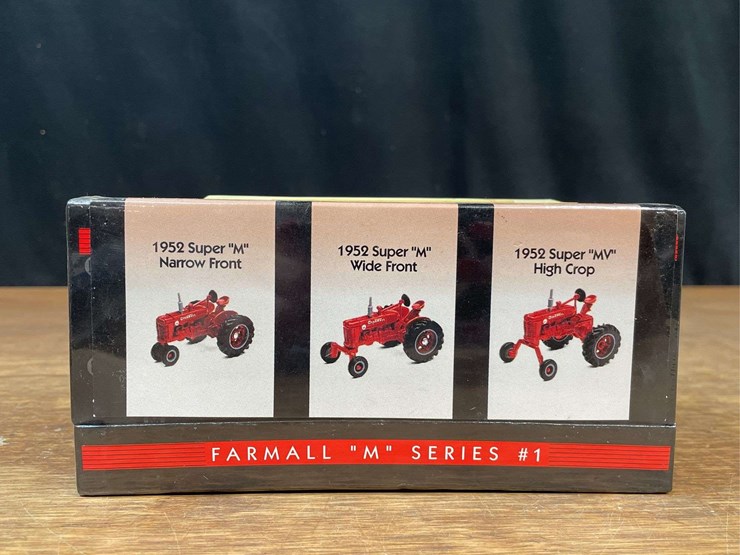 1952 Super "M"
Narrow Front
1952 Super "M"
Wide Front
1952 Super "MV"
High Crop
FARMALL "M" SERIES #1